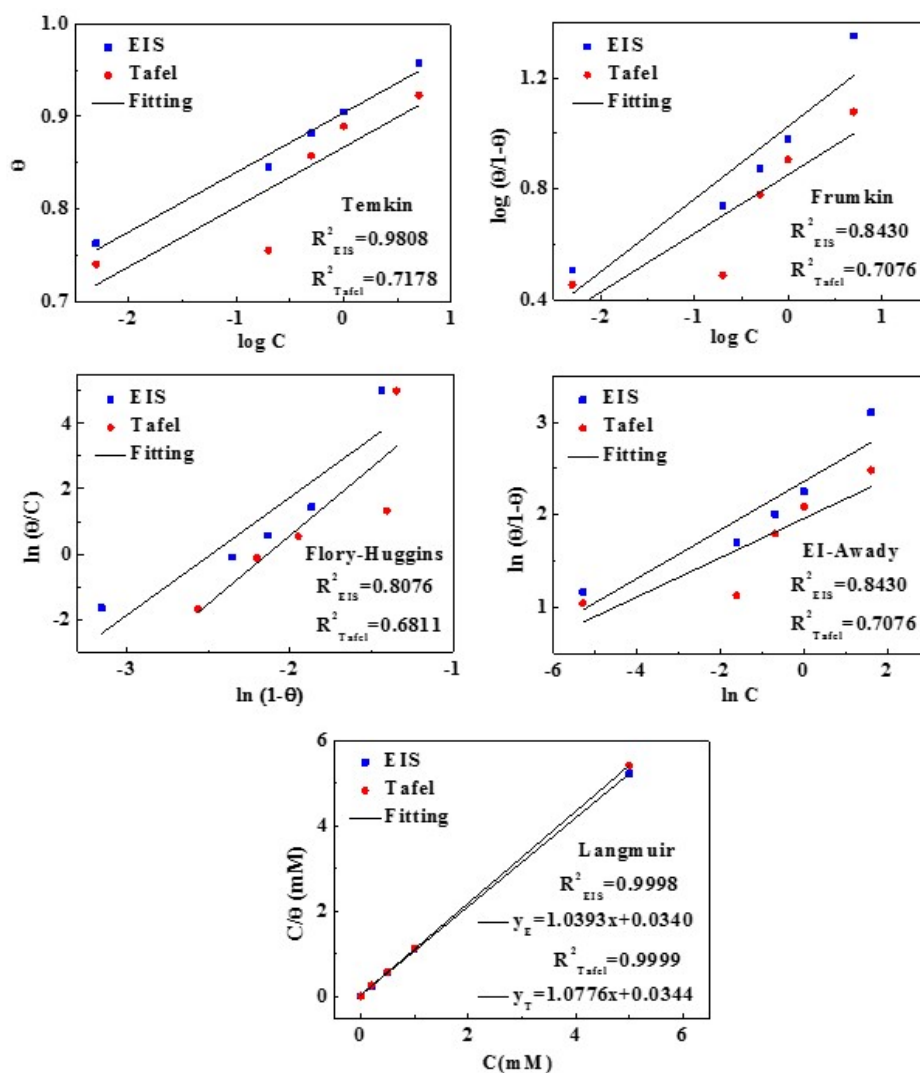 1.0
0.9
0.8
0.7
θ
EIS
Tafel
Fitting
Temkin
R²EIS=0.9808
R²Tafel=0.7178
-2
-1
0
1
log C
1.2
0.8
0.4
log (θ/1-θ)
EIS
Tafel
Fitting
Frumkin
R²EIS=0.8430
R²Tafel=0.7076
-2
-1
0
1
log C
4
2
0
-2
ln (θ/C)
EIS
Tafel
Fitting
Flory-Huggins
R²EIS=0.8076
R²Tafel=0.6811
-3
-2
-1
ln (1-θ)
3
2
1
ln (θ/1-θ)
EIS
Tafel
Fitting
EI-Awady
R²EIS=0.8430
R²Tafel=0.7076
-6
-4
-2
0
2
ln C
6
4
2
0
C/θ (mM)
EIS
Tafel
Fitting
Langmuir
R²EIS=0.9998
yE=1.0393x+0.0340
R²Tafel=0.9999
yT=1.0776x+0.0344
0
2
4
6
C(mM)